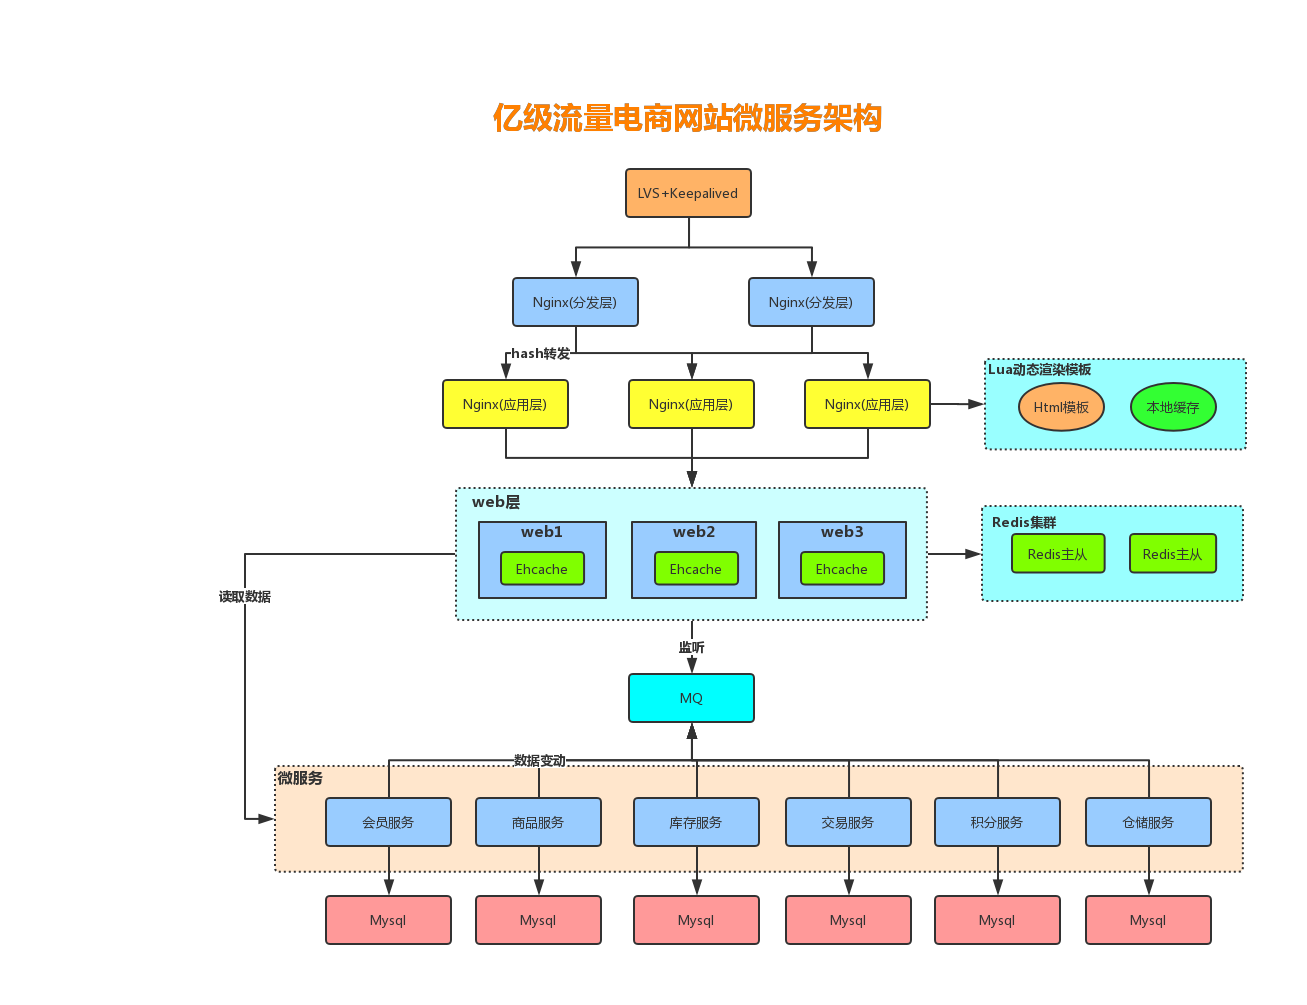 亿级流量电商网站微服务架构
LVS+Keepalived
Nginx(分发层)
Nginx(分发层)
hash转发
Nginx(应用层)
Nginx(应用层)
Nginx(应用层)
Lua动态渲染模板
Html模板
本地缓存
web层
web1
web2
web3
Ehcache
Ehcache
Ehcache
Redis集群
Redis主从
Redis主从
读取数据
监听
MQ
数据变动
微服务
会员服务
商品服务
库存服务
交易服务
积分服务
仓储服务
Mysql
Mysql
Mysql
Mysql
Mysql
Mysql